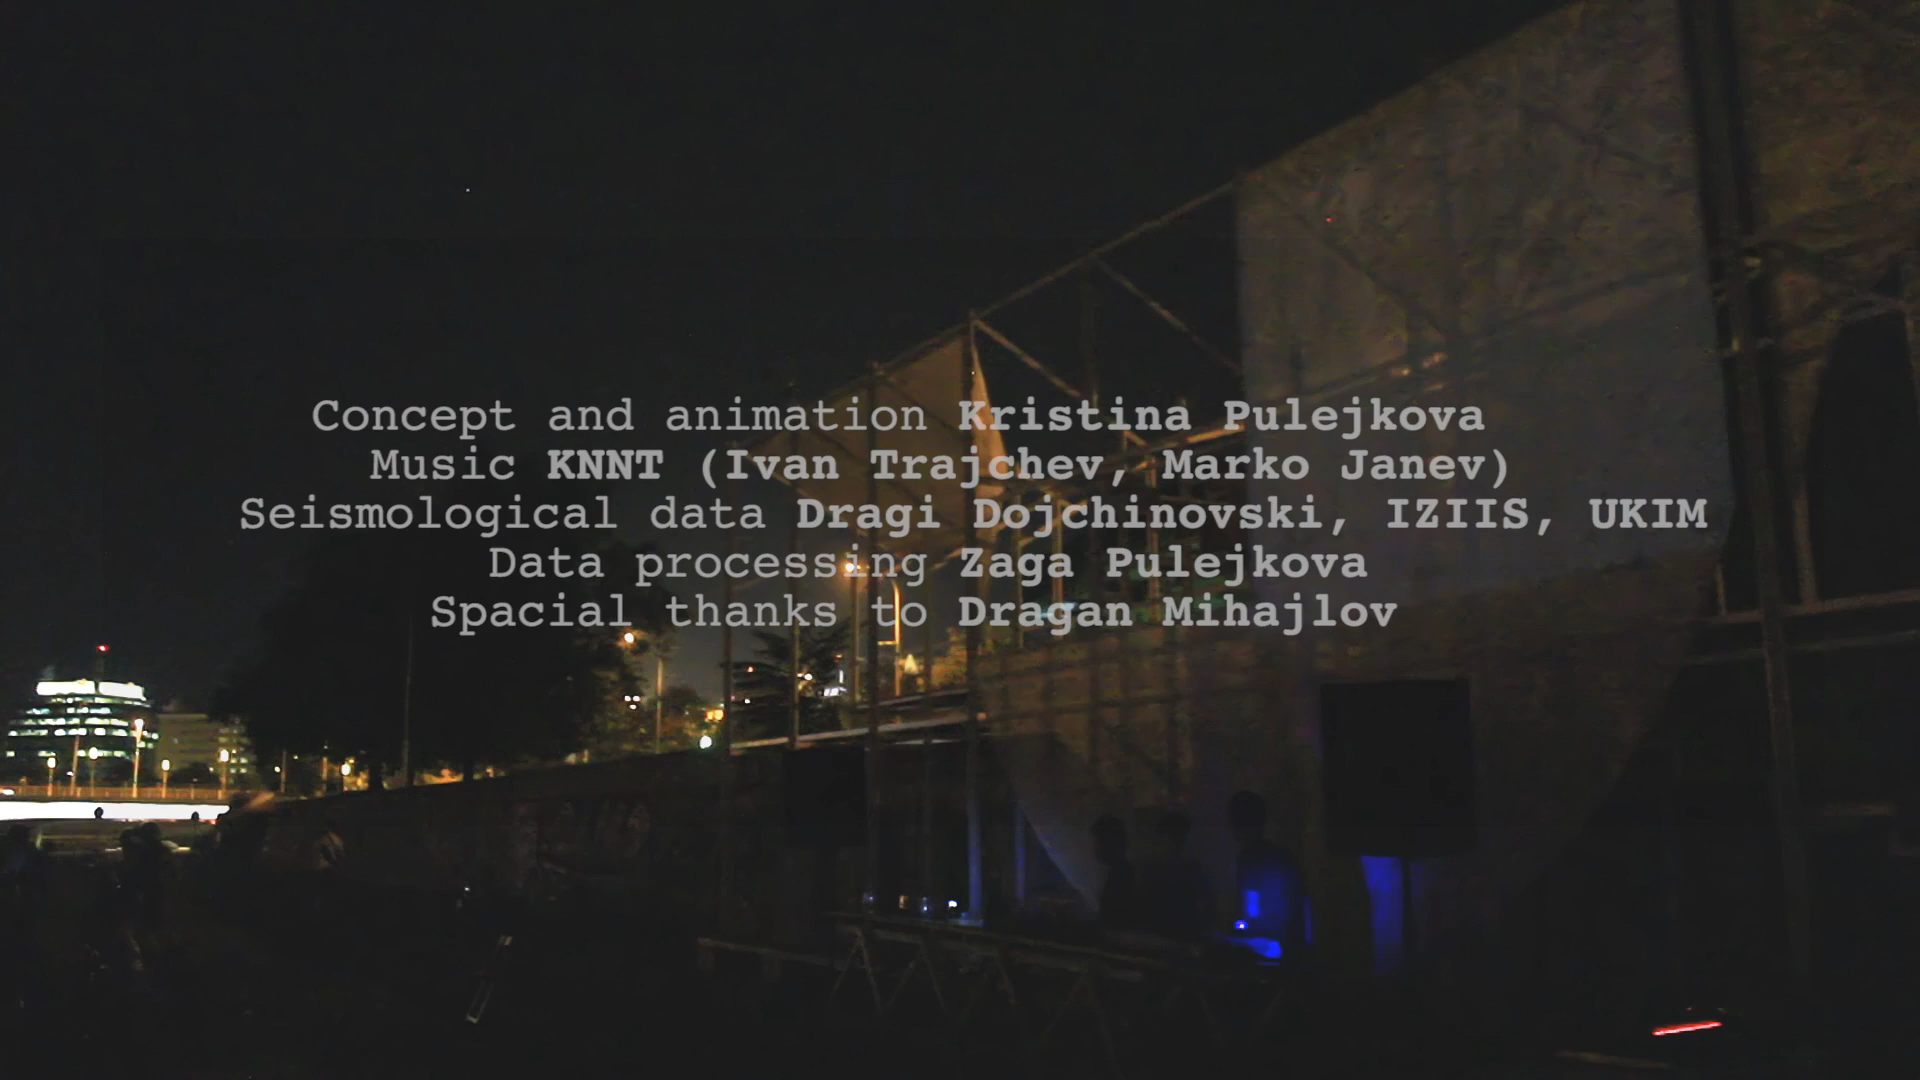 Concept and animation Kristina Pulejkova
Music KNNT (Ivan Trajchev, Marko Janev)
Seismological data Dragi Dojchinovski, IZIIS, UKIM
Data processing Zaga Pulejkova
Spacial thanks to Dragan Mihajlov